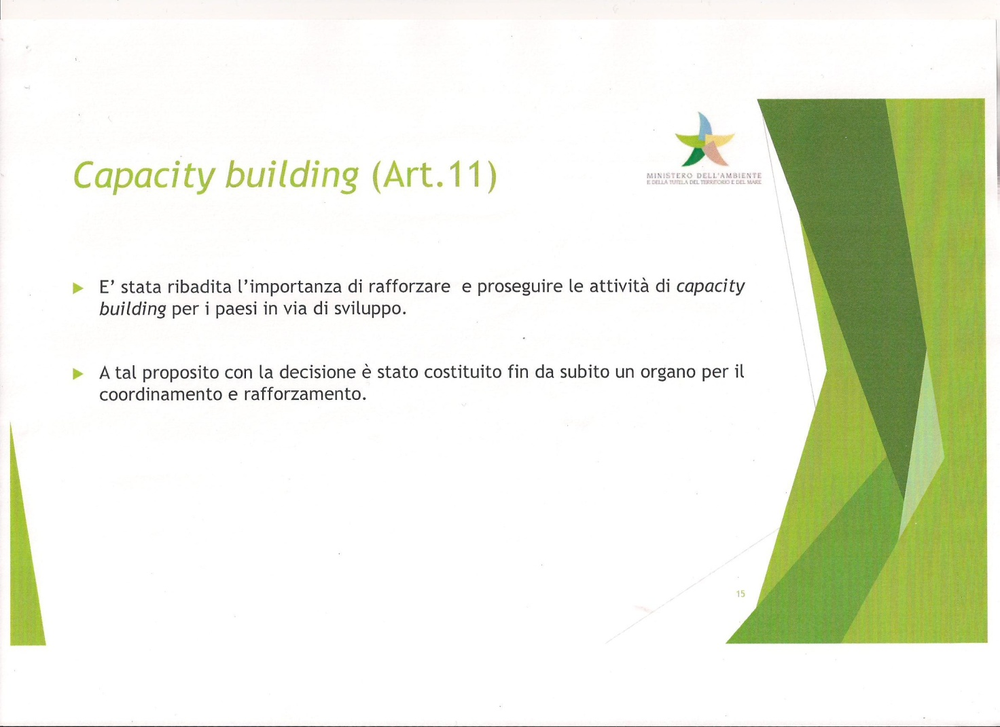 Capacity building (Art.11)
MINISTERO DELL'AMBIENTE
E DELLA TUTELA DEL TERRITORIO E DEL MARE
E' stata ribadita l'importanza di rafforzare  e proseguire le attività di capacity
building per i paesi in via di sviluppo.
A tal proposito con la decisione è stato costituito fin da subito un organo per il
coordinamento e rafforzamento.
15